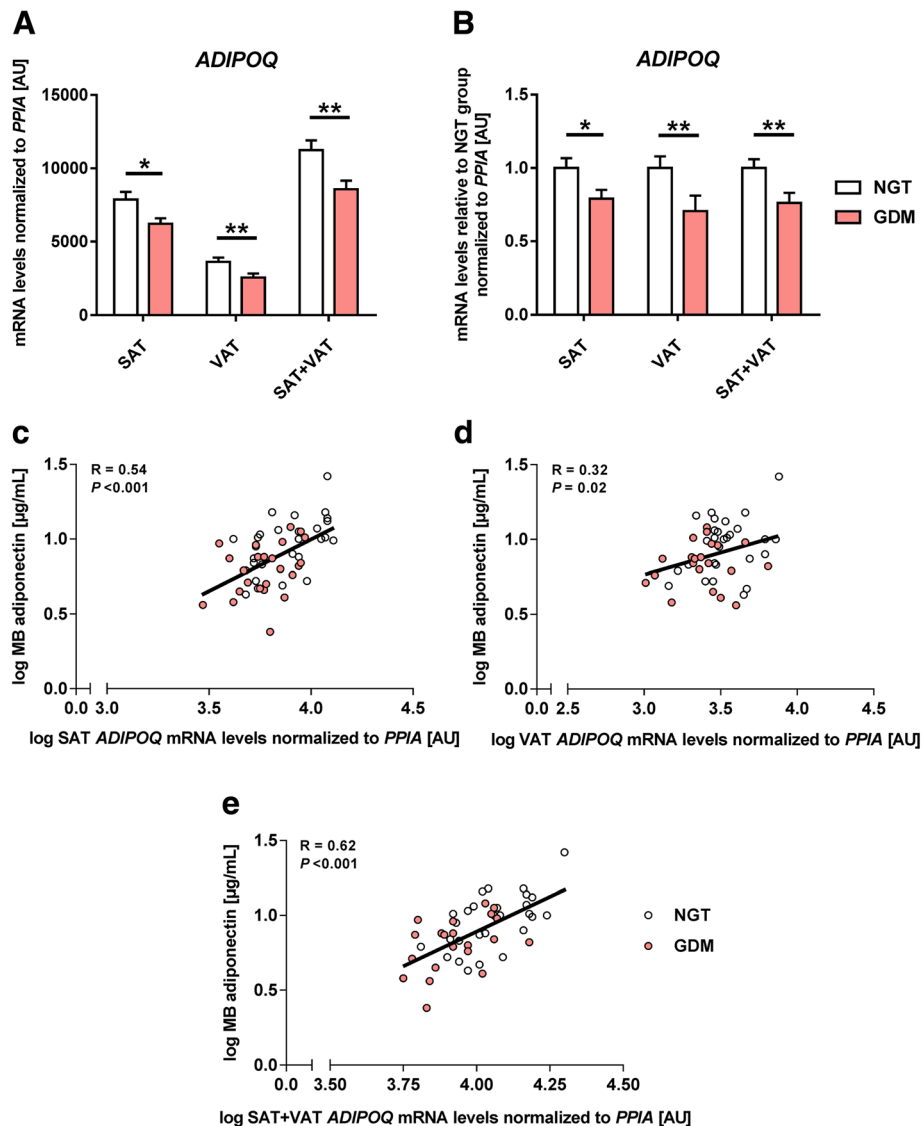 A
ADIPOQ
mRNA levels normalized to PPIA [AU]
15000
10000
5000
0
*
**
**
SAT
VAT
SAT+VAT
B
ADIPOQ
mRNA levels relative to NGT group
normalized to PPIA [AU]
1.5
1.0
0.5
0.0
*
**
**
SAT
VAT
SAT+VAT
NGT
GDM
c
R = 0.54
P <0.001
log MB adiponectin [µg/mL]
1.5
1.0
0.5
0.0
0.0 3.0 3.5 4.0 4.5
log SAT ADIPOQ mRNA levels normalized to PPIA [AU]
d
R = 0.32
P = 0.02
log MB adiponectin [µg/mL]
1.5
1.0
0.5
0.0
0.0 2.5 3.0 3.5 4.0 4.5
log VAT ADIPOQ mRNA levels normalized to PPIA [AU]
e
R = 0.62
P <0.001
log MB adiponectin [µg/mL]
1.5
1.0
0.5
0.0
0.0 3.50 3.75 4.00 4.25 4.50
log SAT+VAT ADIPOQ mRNA levels normalized to PPIA [AU]
NGT
GDM